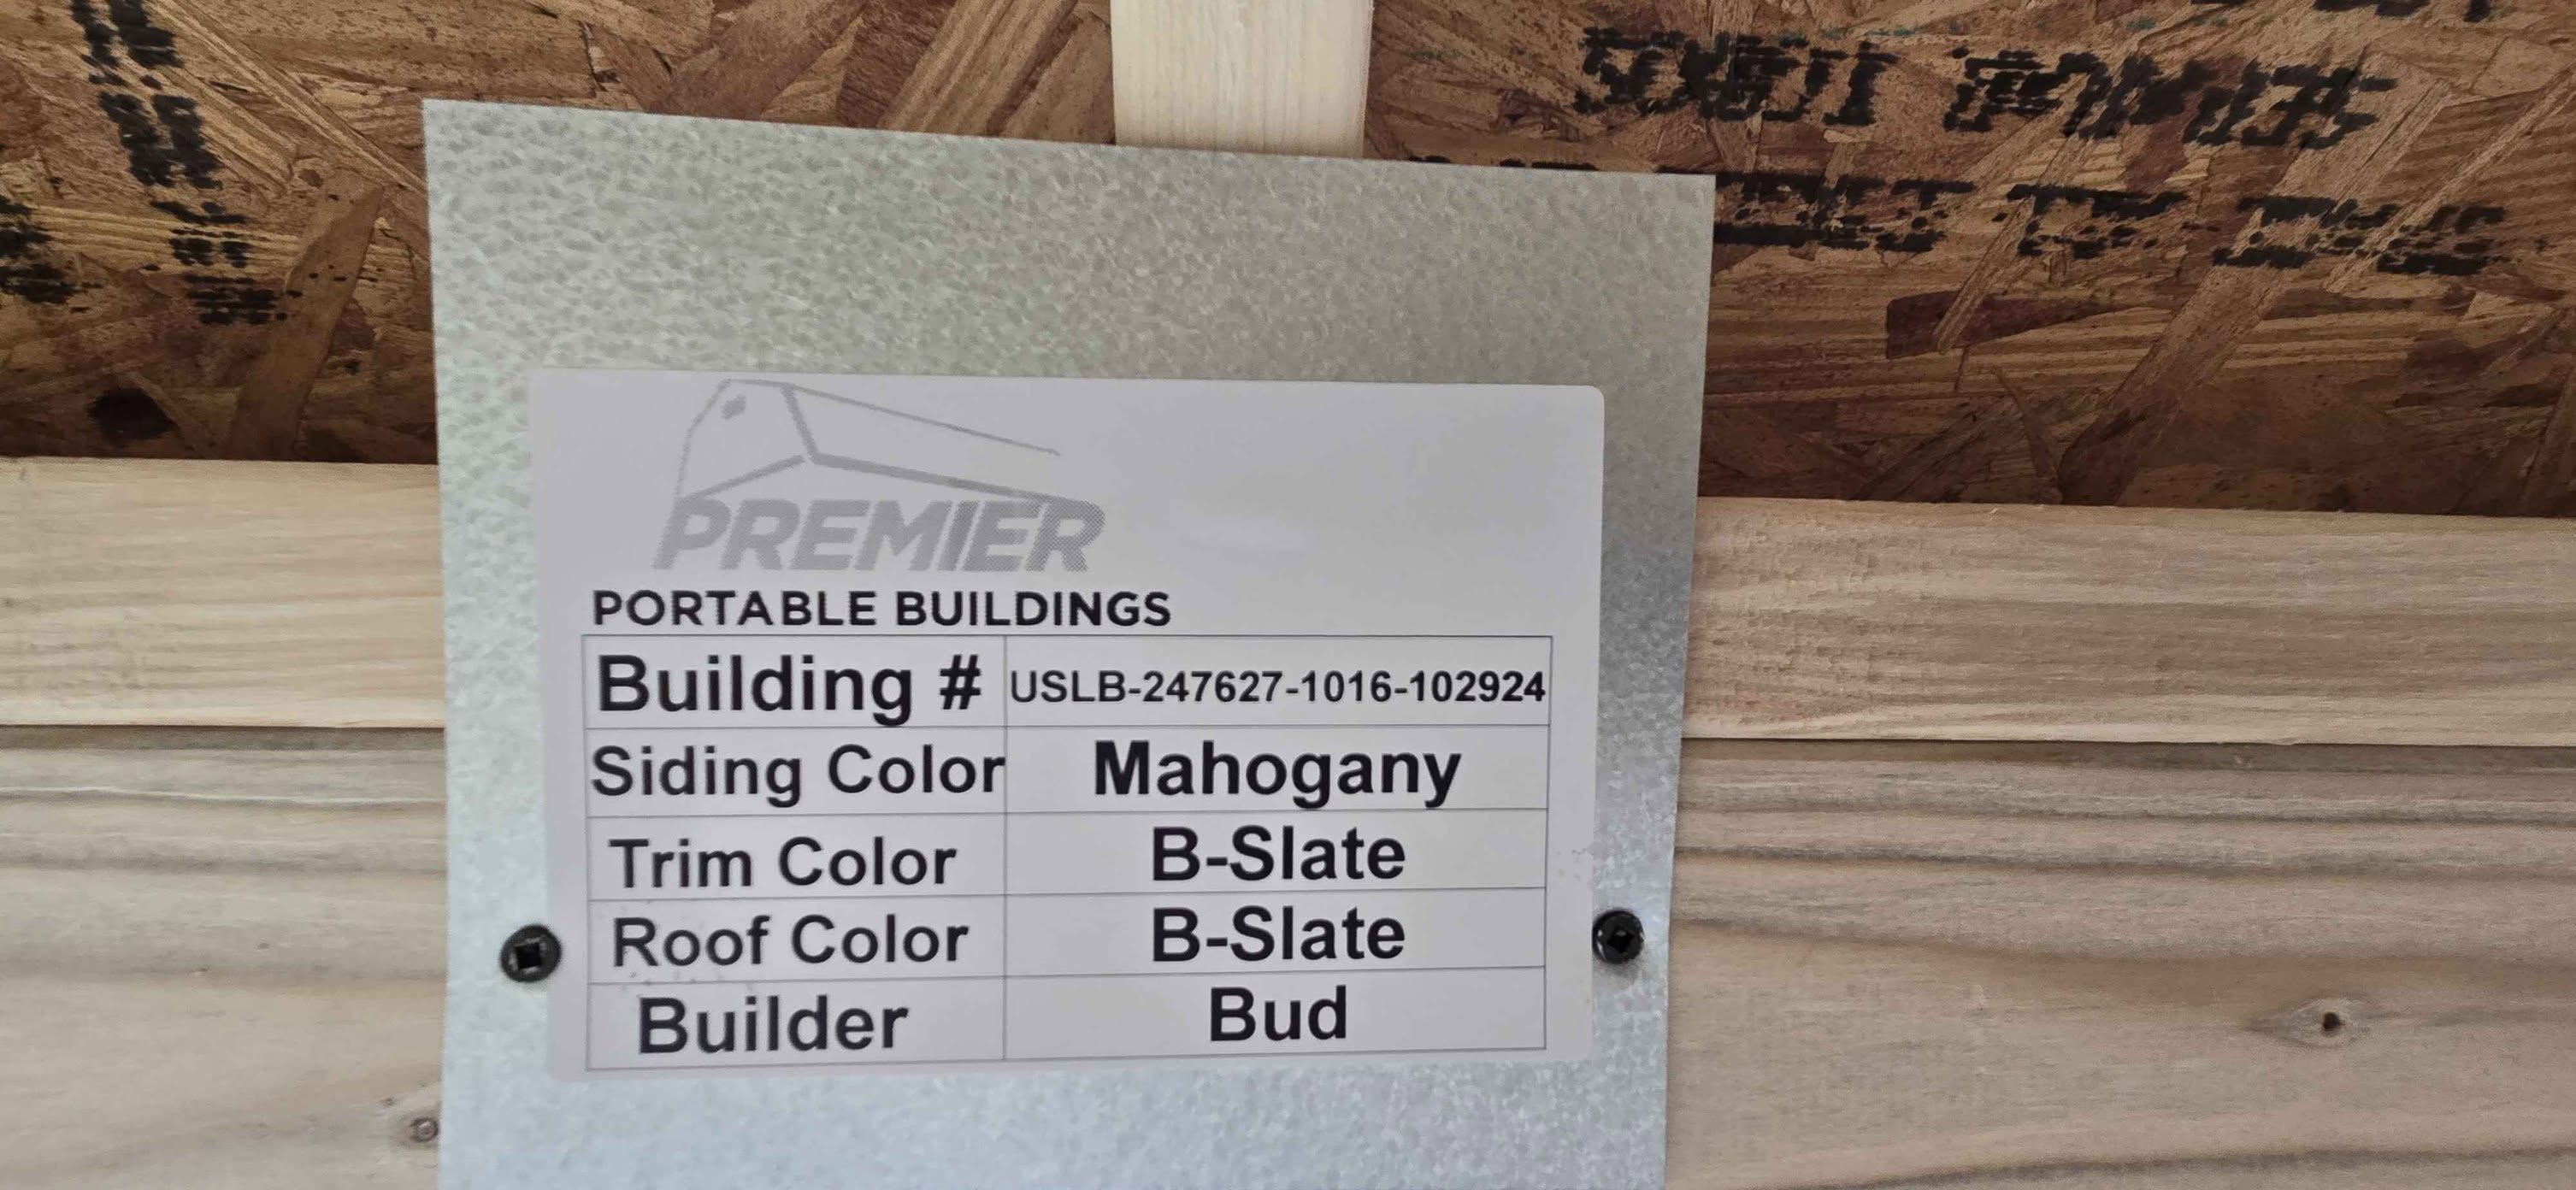 PREMIER
PORTABLE BUILDINGS
Building # USLB-247627-1016-102924
Siding Color Mahogany
Trim Color B-Slate
Roof Color B-Slate
Builder Bud